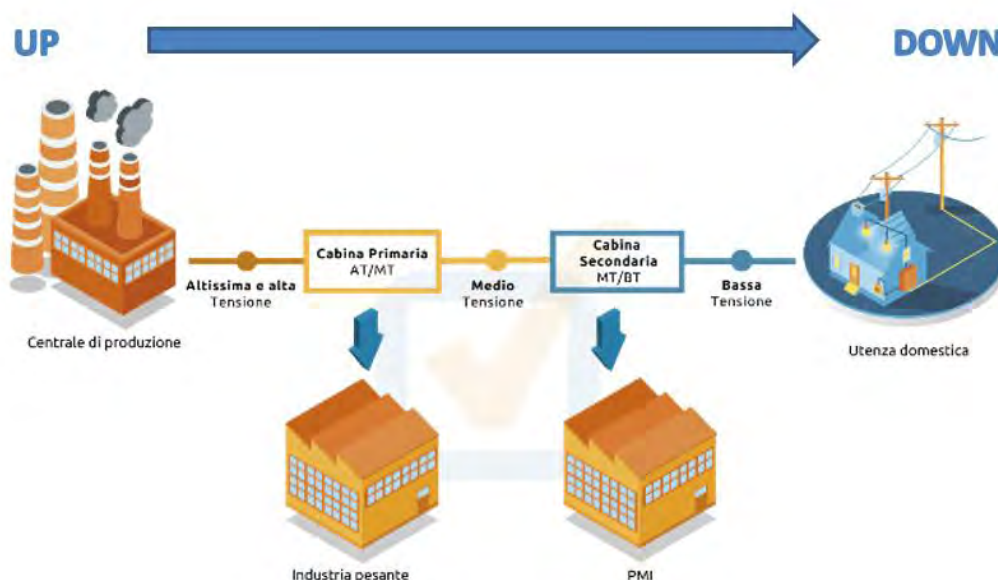 UP
DOWN
Cabina Primaria
AT/MT
Cabina
Secondaria
MT/BT
Altissima e alta
Tensione
Medio
Tensione
Bassa
Tensione
Centrale di produzione
Utenza domestica
Industria pesante
PMI